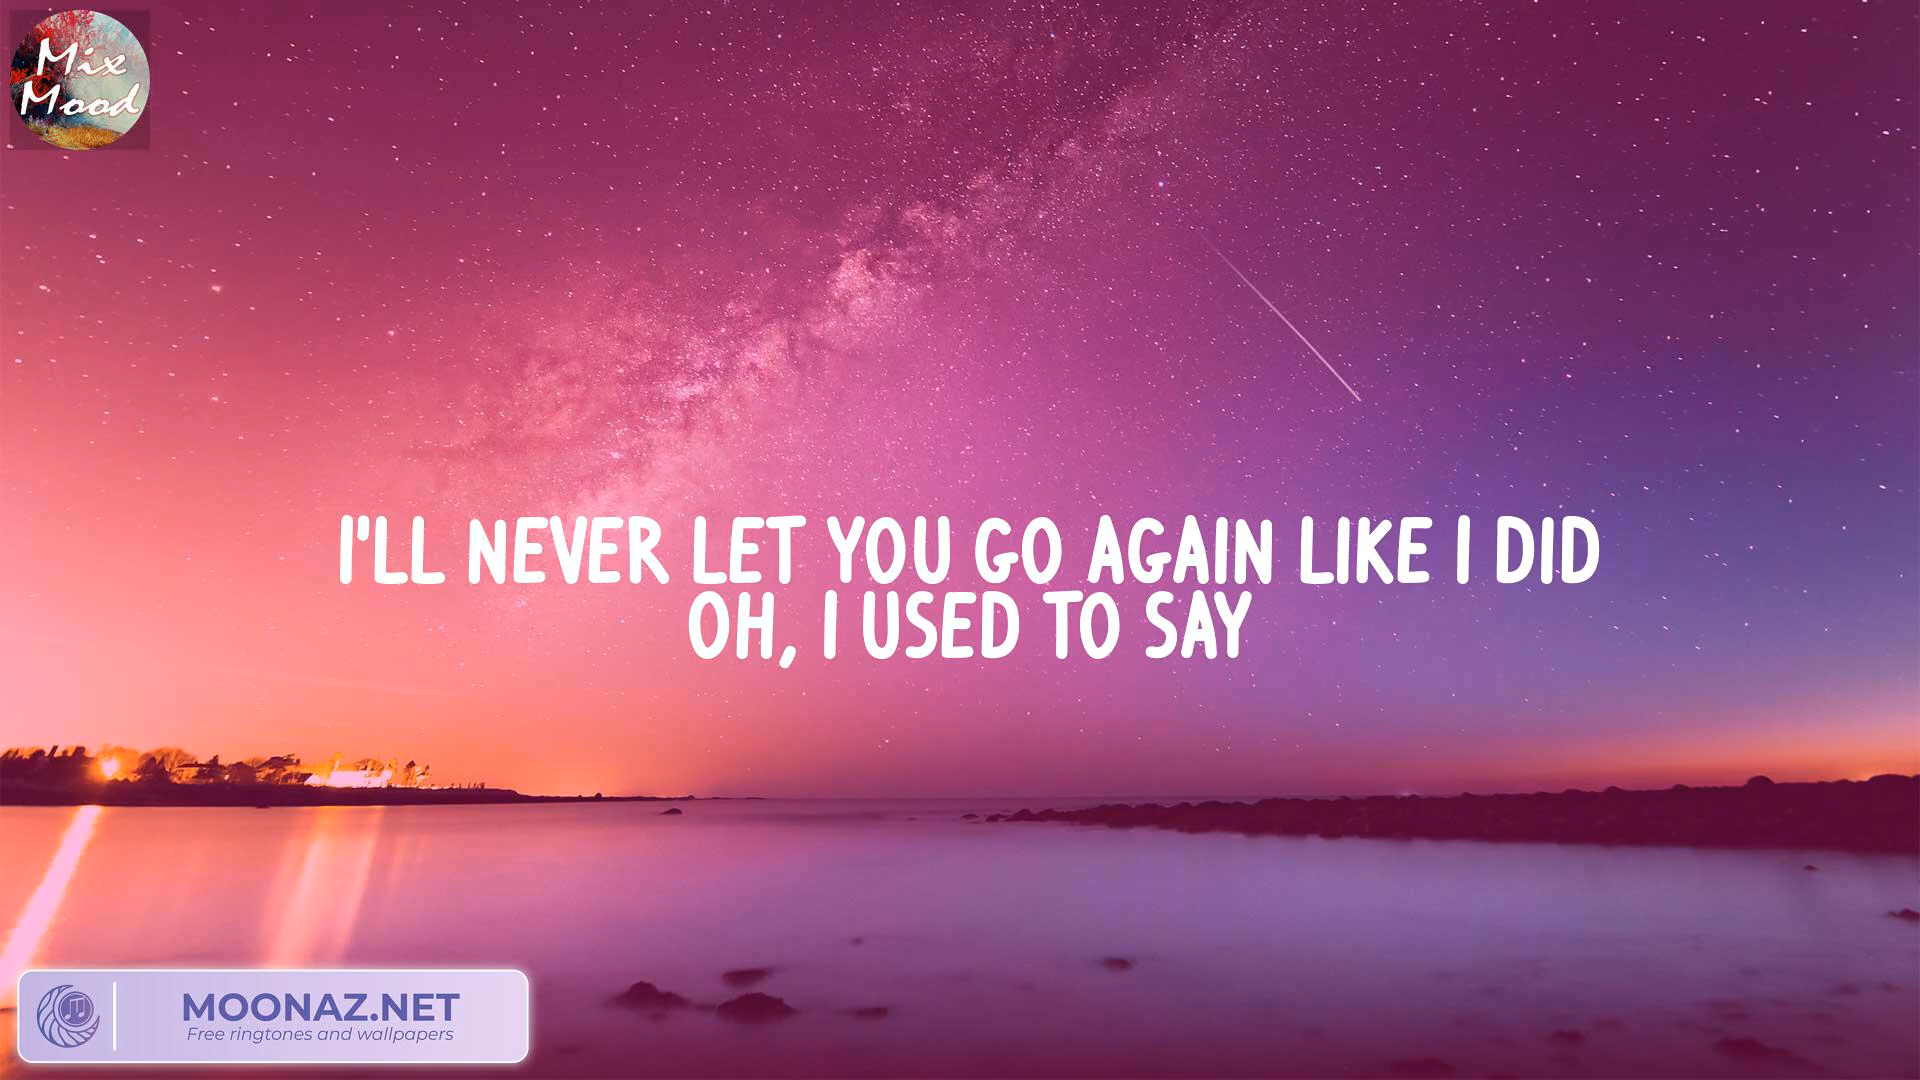 Mix
Mood
I'LL NEVER LET YOU GO AGAIN LIKE I DID
OH, I USED TO SAY
MOONAZ.NET
Free ringtones and wallpapers